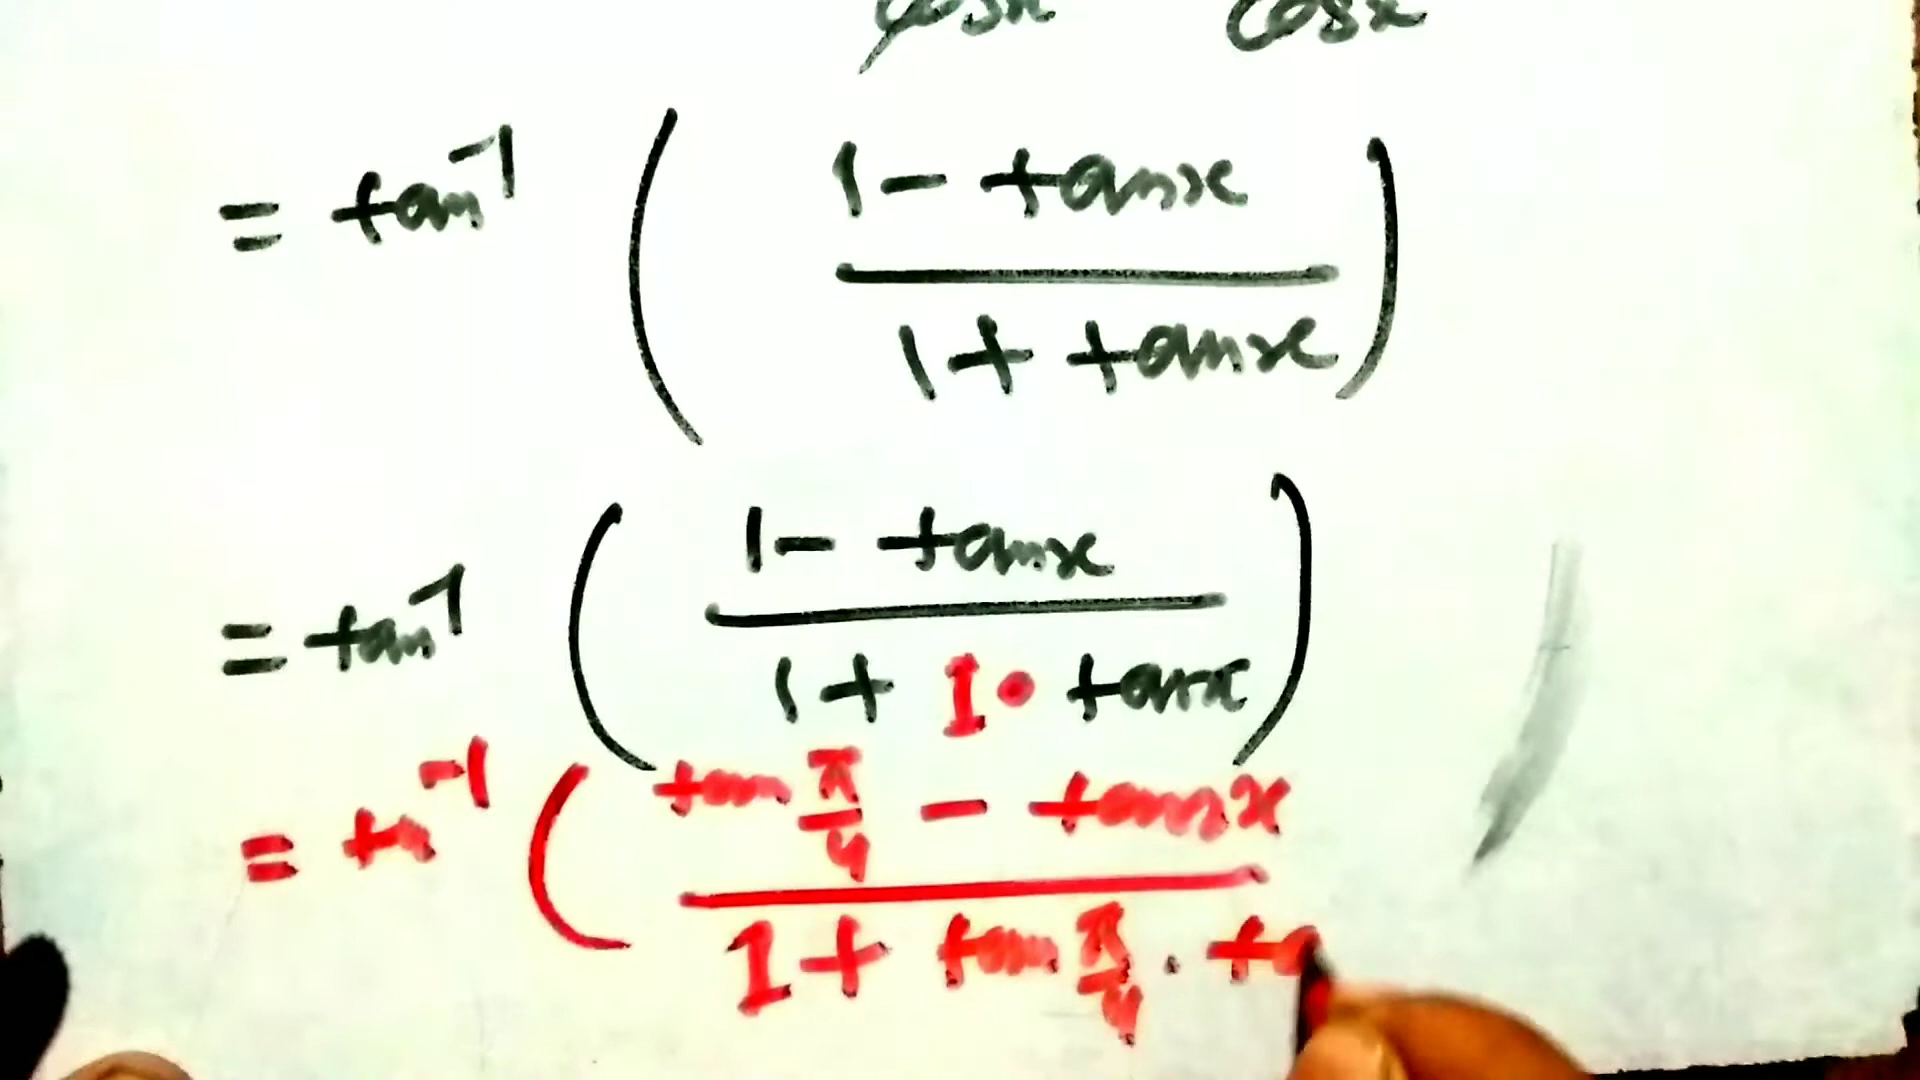 cosx cosx
= tan⁻¹ ( 1 - tanx / 1 + tanx )
= tan⁻¹ ( 1 - tanx / 1 + 1 • tanx )
= tan⁻¹ ( tan π/4 - tanx / 1 + tan π/4 . ta